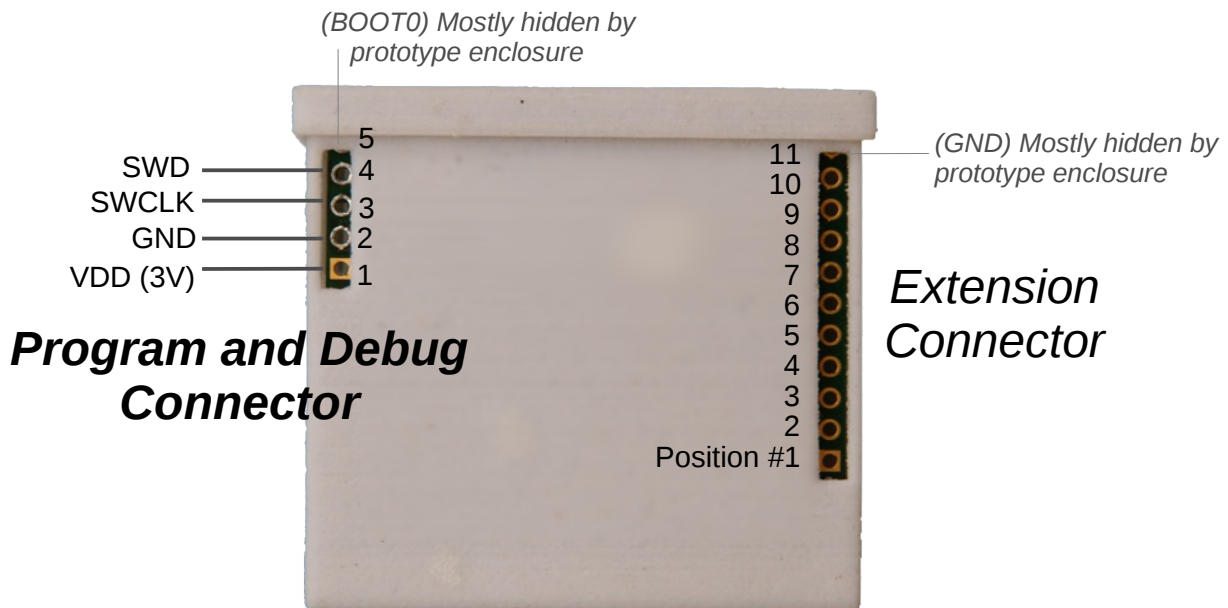 (BOOT0) Mostly hidden by
prototype enclosure
5
SWD
4
SWCLK
3
GND
2
VDD (3V)
1
Program and Debug
Connector
(GND) Mostly hidden by
prototype enclosure
11
10
9
8
7
6
5
4
3
2
Position #1
Extension
Connector